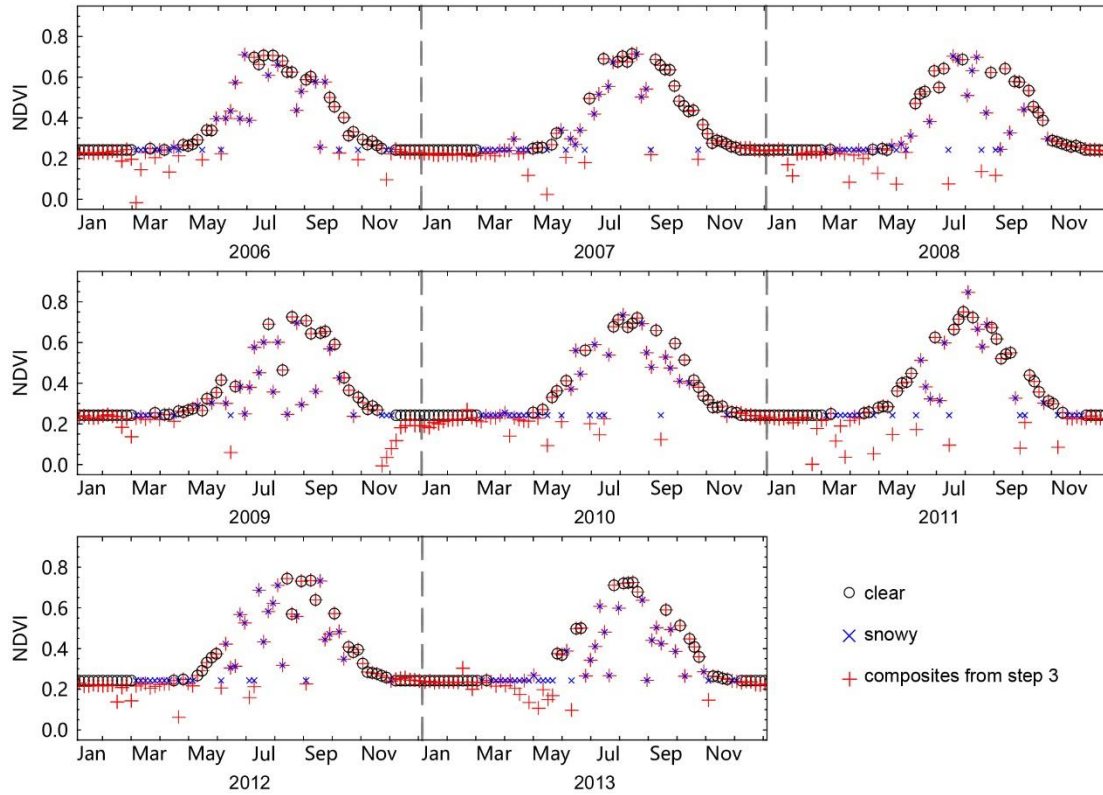 NDVI
0.8
0.6
0.4
0.2
0.0
Jan Mar May Jul Sep Nov Jan Mar May Jul Sep Nov Jan Mar May Jul Sep Nov
2006 2007 2008
NDVI
0.8
0.6
0.4
0.2
0.0
Jan Mar May Jul Sep Nov Jan Mar May Jul Sep Nov Jan Mar May Jul Sep Nov
2009 2010 2011
NDVI
0.8
0.6
0.4
0.2
0.0
Jan Mar May Jul Sep Nov Jan Mar May Jul Sep Nov
2012 2013
clear
snowy
composites from step 3